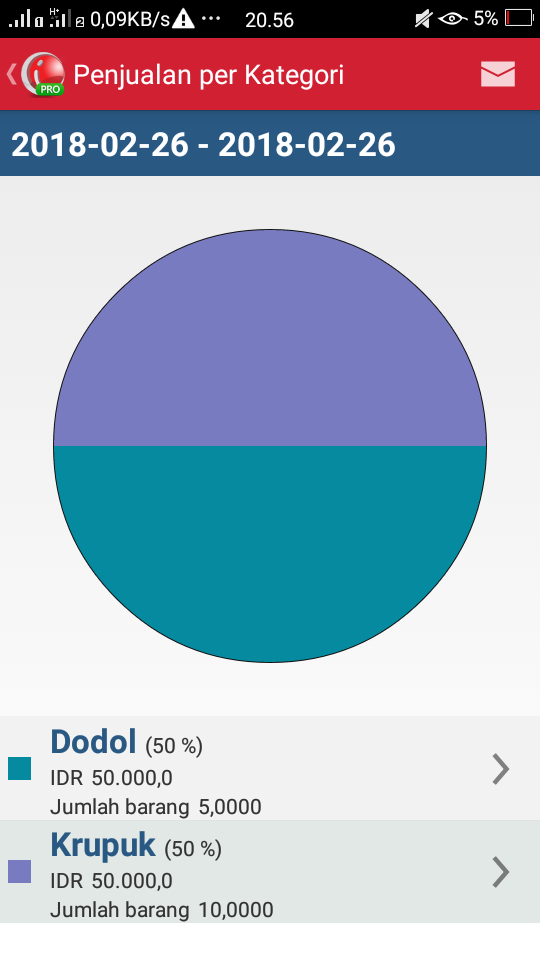 0,09KB/s ... 20.56 5%
PRO Penjualan per Kategori
2018-02-26 - 2018-02-26
Dodol (50 %)
IDR 50.000,0
Jumlah barang 5,0000
Krupuk (50 %)
IDR 50.000,0
Jumlah barang 10,0000